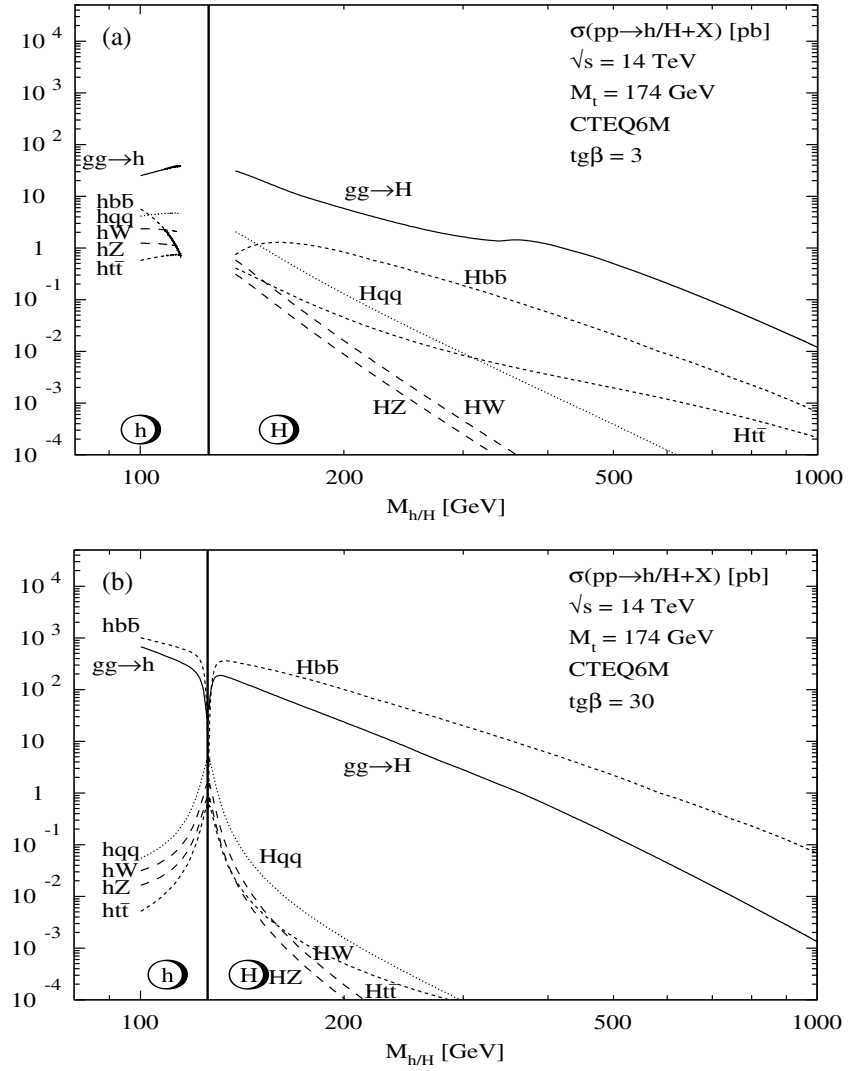 (a)
σ(pp→h/H+X) [pb]
√s = 14 TeV
M_t = 174 GeV
CTEQ6M
tgβ = 3
10^4
10^3
10^2
10
1
10^-1
10^-2
10^-3
10^-4
gg→h
hbb̄
hqq
hW
hZ
htt̄
gg→H
Hbb̄
Hqq
HZ
HW
Htt̄
h
H
100
200
500
1000
M_h/H [GeV]
(b)
σ(pp→h/H+X) [pb]
√s = 14 TeV
M_t = 174 GeV
CTEQ6M
tgβ = 30
10^4
10^3
10^2
10
1
10^-1
10^-2
10^-3
10^-4
hbb̄
gg→h
Hbb̄
gg→H
hqq
hW
hZ
htt̄
Hqq
HW
HZ
Htt̄
h
H
100
200
500
1000
M_h/H [GeV]